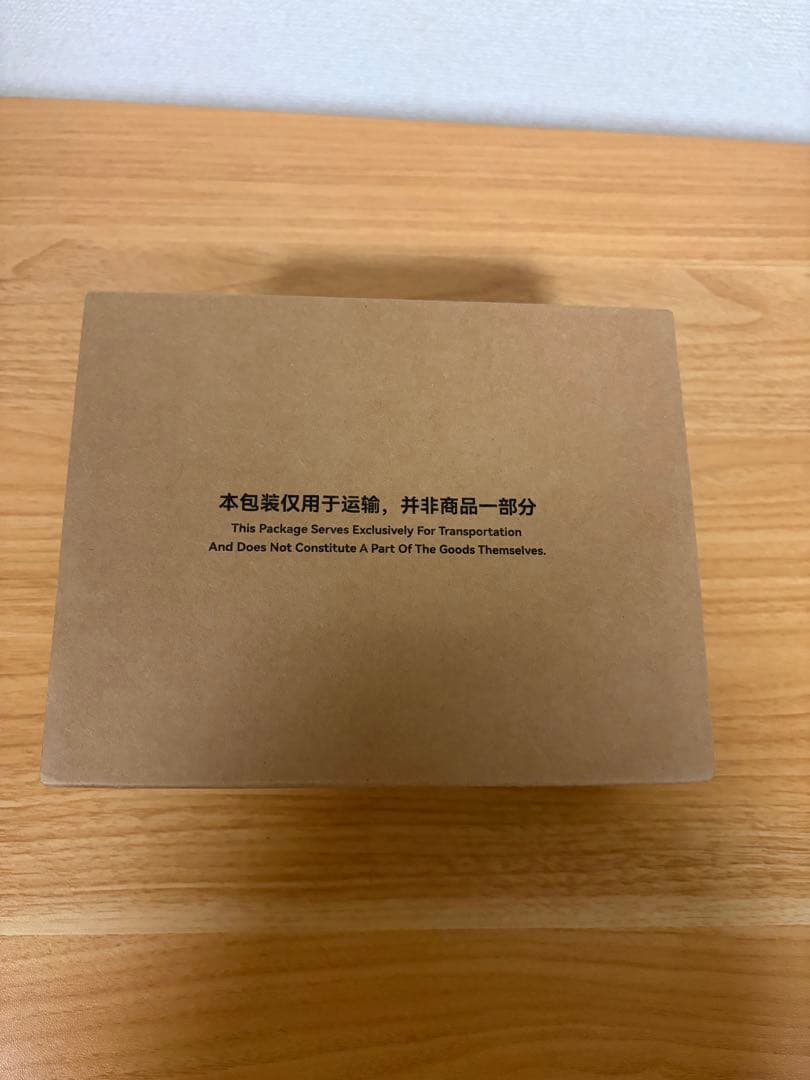 本包装仅用于运输，并非商品一部分
This Package Serves Exclusively For Transportation
And Does Not Constitute A Part Of The Goods Themselves.